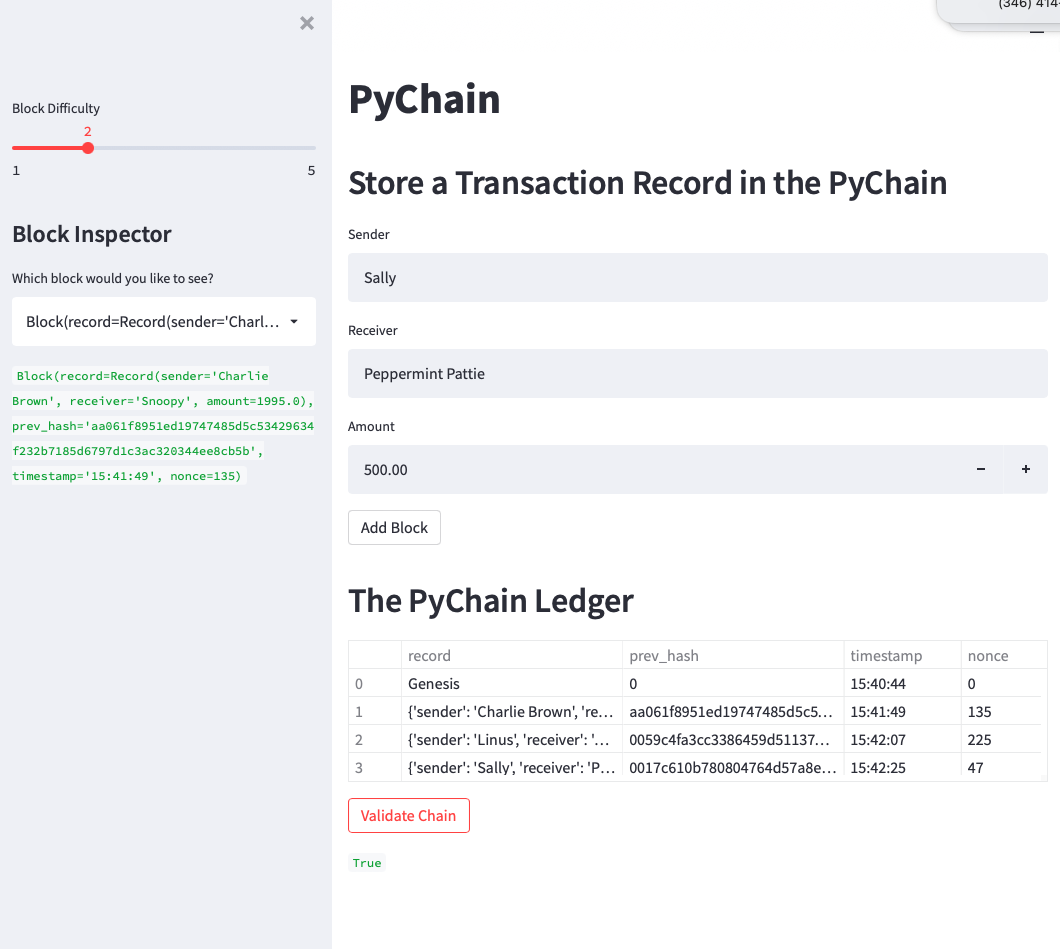 (346) 414-
×
Block Difficulty
2
1 5
Block Inspector
Which block would you like to see?
Block(record=Record(sender='Charl…
Block(record=Record(sender='Charlie
Brown', receiver='Snoopy', amount=1995.0),
prev_hash='aa061f8951ed19747485d5c53429634
f232b7185d6797d1c3ac320344ee8cb5b',
timestamp='15:41:49', nonce=135)
PyChain
Store a Transaction Record in the PyChain
Sender
Sally
Receiver
Peppermint Pattie
Amount
500.00 − +
Add Block
The PyChain Ledger
record prev_hash timestamp nonce
0 Genesis 0 15:40:44 0
1 {'sender': 'Charlie Brown', 're… aa061f8951ed19747485d5c5… 15:41:49 135
2 {'sender': 'Linus', 'receiver': '… 0059c4fa3cc3386459d51137… 15:42:07 225
3 {'sender': 'Sally', 'receiver': 'P… 0017c610b780804764d57a8e… 15:42:25 47
Validate Chain
True